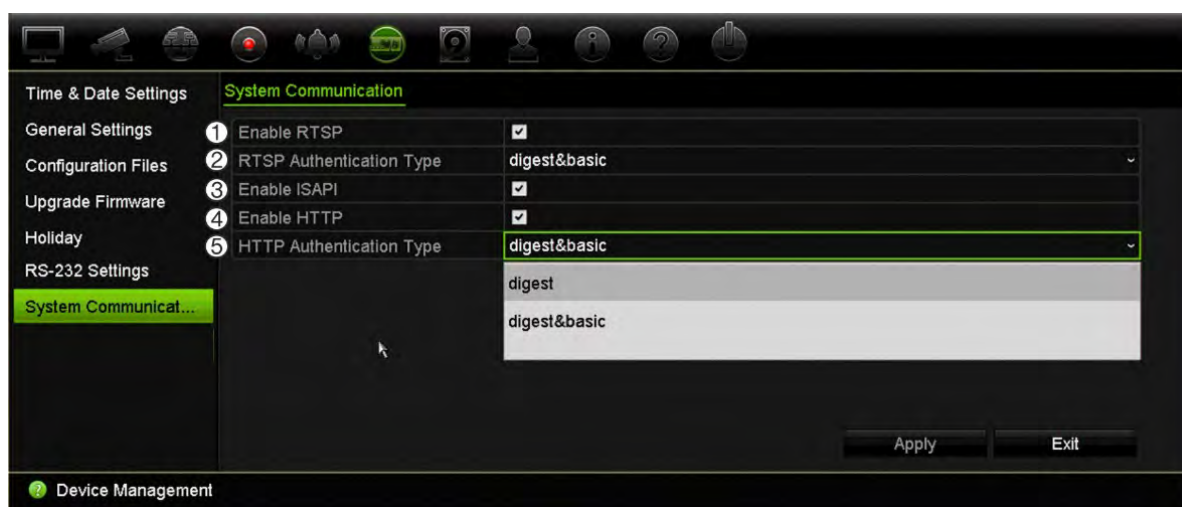 Time & Date Settings
System Communication
General Settings
① Enable RTSP
Configuration Files
② RTSP Authentication Type digest&basic
③ Enable ISAPI
Upgrade Firmware
④ Enable HTTP
Holiday
⑤ HTTP Authentication Type digest&basic
RS-232 Settings
digest
System Communicat...
digest&basic
Apply Exit
Device Management